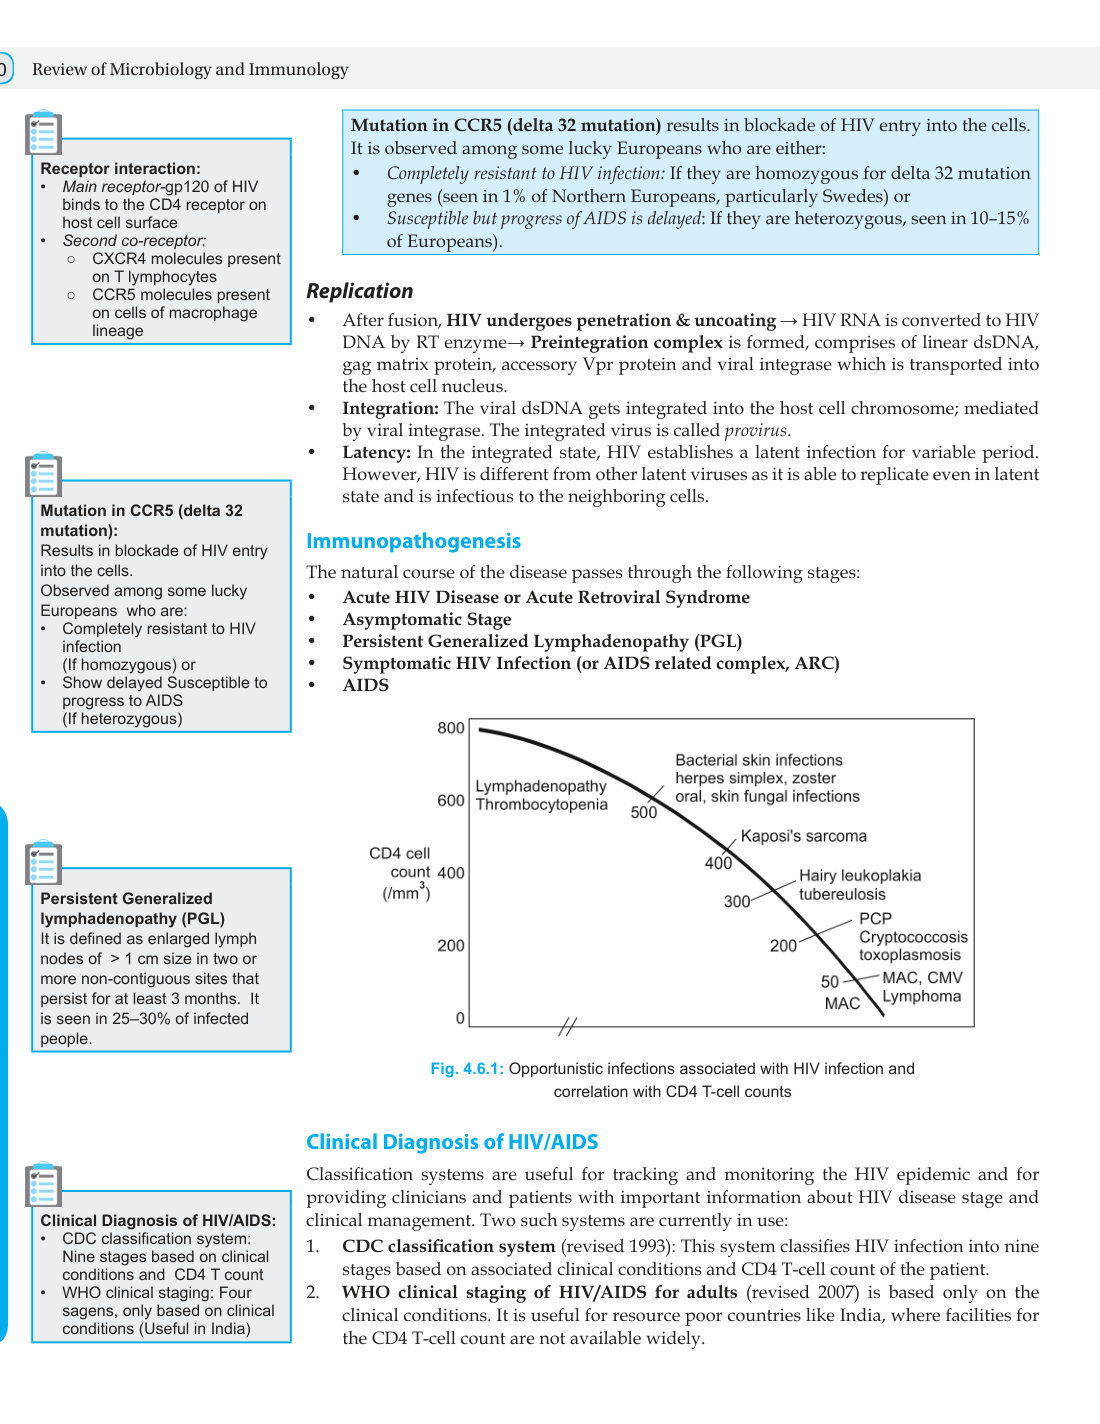 0 Review of Microbiology and Immunology
Receptor interaction:
• Main receptor-gp120 of HIV
binds to the CD4 receptor on
host cell surface
• Second co-receptor:
○ CXCR4 molecules present
on T lymphocytes
○ CCR5 molecules present
on cells of macrophage
lineage
Mutation in CCR5 (delta 32
mutation):
Results in blockade of HIV entry
into the cells.
Observed among some lucky
Europeans who are:
• Completely resistant to HIV
infection
(If homozygous) or
• Show delayed Susceptible to
progress to AIDS
(If heterozygous)
Persistent Generalized
lymphadenopathy (PGL)
It is defined as enlarged lymph
nodes of > 1 cm size in two or
more non-contiguous sites that
persist for at least 3 months. It
is seen in 25–30% of infected
people.
Clinical Diagnosis of HIV/AIDS:
• CDC classification system:
Nine stages based on clinical
conditions and CD4 T count
• WHO clinical staging: Four
sagens, only based on clinical
conditions (Useful in India)
Mutation in CCR5 (delta 32 mutation) results in blockade of HIV entry into the cells.
It is observed among some lucky Europeans who are either:
• Completely resistant to HIV infection: If they are homozygous for delta 32 mutation
genes (seen in 1% of Northern Europeans, particularly Swedes) or
• Susceptible but progress of AIDS is delayed: If they are heterozygous, seen in 10–15%
of Europeans).
Replication
• After fusion, HIV undergoes penetration & uncoating → HIV RNA is converted to HIV
DNA by RT enzyme→ Preintegration complex is formed, comprises of linear dsDNA,
gag matrix protein, accessory Vpr protein and viral integrase which is transported into
the host cell nucleus.
• Integration: The viral dsDNA gets integrated into the host cell chromosome; mediated
by viral integrase. The integrated virus is called provirus.
• Latency: In the integrated state, HIV establishes a latent infection for variable period.
However, HIV is different from other latent viruses as it is able to replicate even in latent
state and is infectious to the neighboring cells.
Immunopathogenesis
The natural course of the disease passes through the following stages:
• Acute HIV Disease or Acute Retroviral Syndrome
• Asymptomatic Stage
• Persistent Generalized Lymphadenopathy (PGL)
• Symptomatic HIV Infection (or AIDS related complex, ARC)
• AIDS
800
600
CD4 cell
count 400
(/mm³)
200
0
Lymphadenopathy
Thrombocytopenia
Bacterial skin infections
herpes simplex, zoster
oral, skin fungal infections
500
Kaposi's sarcoma
400
Hairy leukoplakia
tubereulosis
300
PCP
Cryptococcosis
toxoplasmosis
200
MAC, CMV
Lymphoma
50
MAC
Fig. 4.6.1: Opportunistic infections associated with HIV infection and
correlation with CD4 T-cell counts
Clinical Diagnosis of HIV/AIDS
Classification systems are useful for tracking and monitoring the HIV epidemic and for
providing clinicians and patients with important information about HIV disease stage and
clinical management. Two such systems are currently in use:
1. CDC classification system (revised 1993): This system classifies HIV infection into nine
stages based on associated clinical conditions and CD4 T-cell count of the patient.
2. WHO clinical staging of HIV/AIDS for adults (revised 2007) is based only on the
clinical conditions. It is useful for resource poor countries like India, where facilities for
the CD4 T-cell count are not available widely.